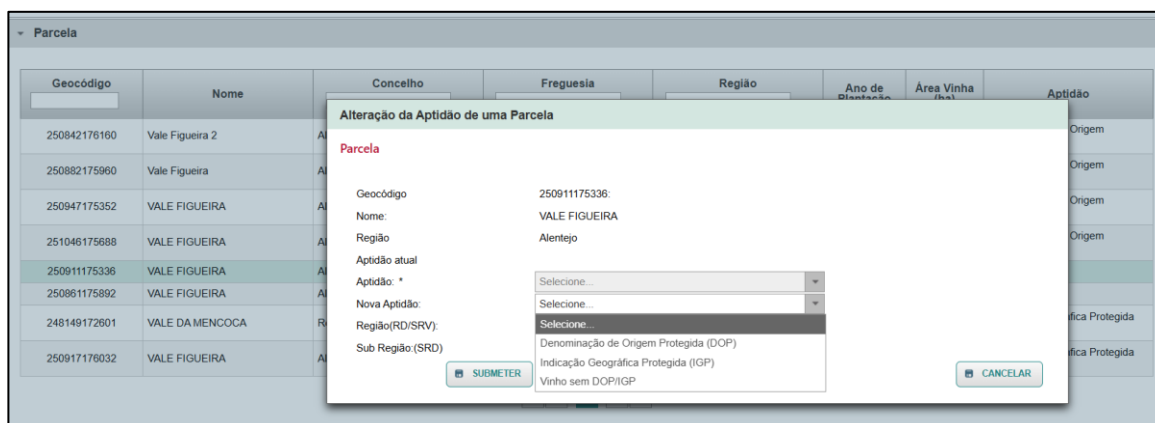 Parcela
Geocódigo Nome Concelho Freguesia Região Ano de Plantação Área Vinha (ha) Aptidão
Alteração da Aptidão de uma Parcela
Parcela
250842176160 Vale Figueira 2 Origem
250882175960 Vale Figueira
250947175352 VALE FIGUEIRA Origem
251046175688 VALE FIGUEIRA Origem
250911175336 VALE FIGUEIRA
250861175892 VALE FIGUEIRA
248149172601 VALE DA MENCOCA fica Protegida
250917176032 VALE FIGUEIRA fica Protegida
Geocódigo 250911175336:
Nome: VALE FIGUEIRA
Região Alentejo
Aptidão atual
Aptidão: * Selecione...
Nova Aptidão: Selecione...
Região(RD/SRV): Selecione...
Denominação de Origem Protegida (DOP)
Sub Região:(SRD)
Indicação Geográfica Protegida (IGP)
Vinho sem DOP/IGP
SUBMETER CANCELAR